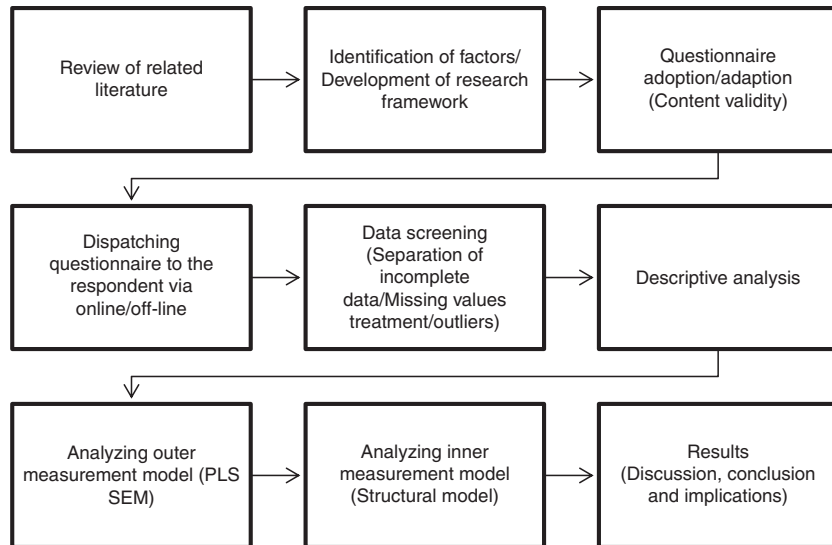 Review of related
literature
Identification of factors/
Development of research
framework
Questionnaire
adoption/adaption
(Content validity)
Dispatching
questionnaire to the
respondent via
online/off-line
Data screening
(Separation of
incomplete
data/Missing values
treatment/outliers)
Descriptive analysis
Analyzing outer
measurement model (PLS
SEM)
Analyzing inner
measurement model
(Structural model)
Results
(Discussion, conclusion
and implications)